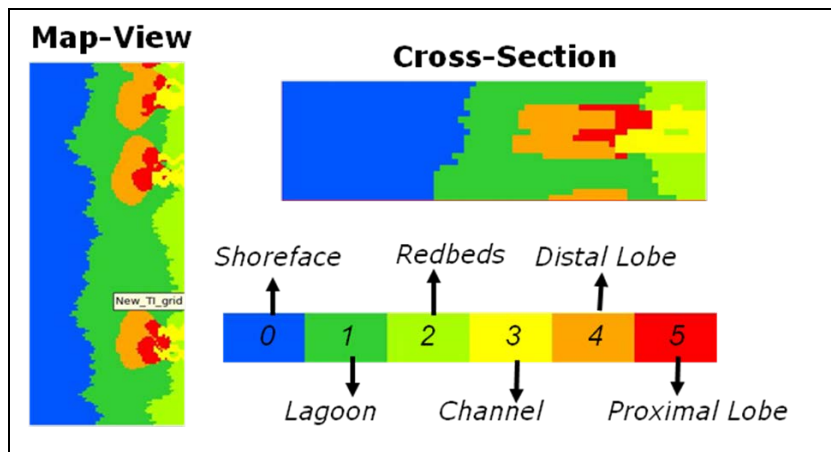 Map-View
Cross-Section
New_TI_grid
Shoreface
Redbeds
Distal Lobe
0 1 2 3 4 5
Lagoon
Channel
Proximal Lobe